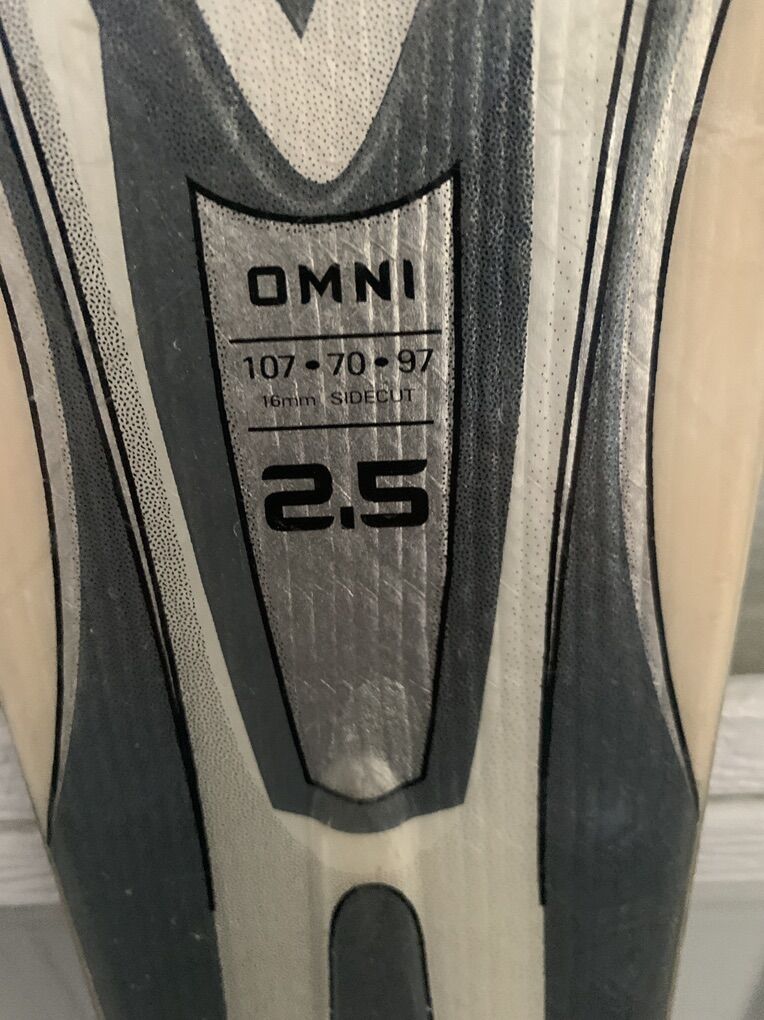 OMNI
107 • 70 • 97
16mm SIDECUT
2.5